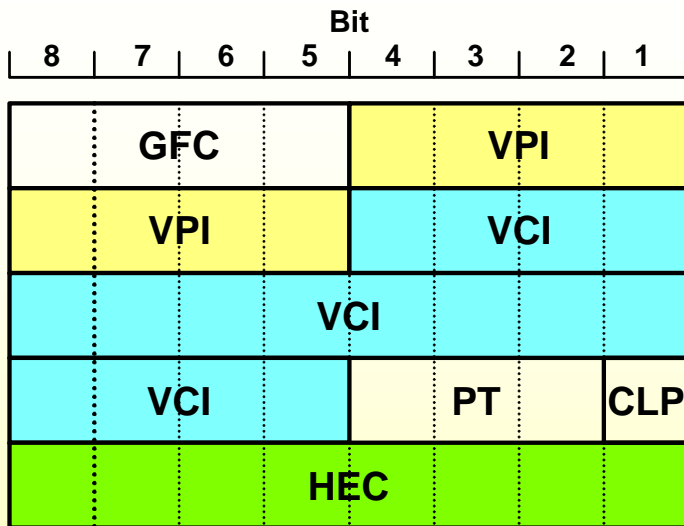 Bit
8 7 6 5 4 3 2 1
GFC VPI
VPI VCI
VCI
VCI PT CLP
HEC